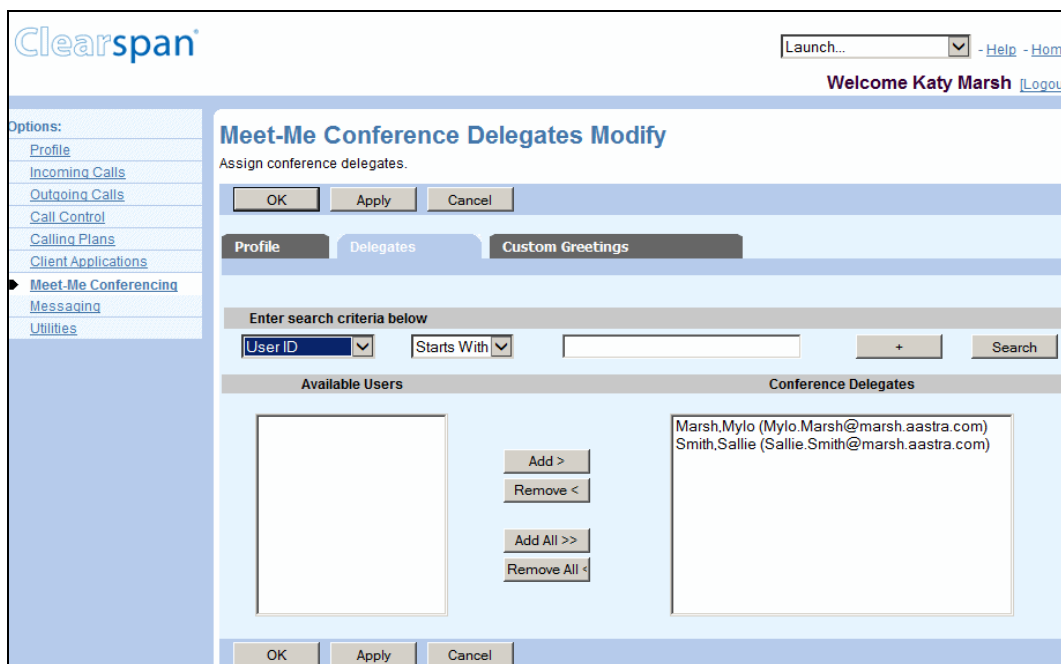 Clearspan
Launch... - Help - Hom
Welcome Katy Marsh [Logou
Options:
Profile
Incoming Calls
Outgoing Calls
Call Control
Calling Plans
Client Applications
Meet-Me Conferencing
Messaging
Utilities
Meet-Me Conference Delegates Modify
Assign conference delegates.
OK Apply Cancel
Profile Delegates Custom Greetings
Enter search criteria below
User ID Starts With + Search
Available Users Conference Delegates
Marsh,Mylo (Mylo.Marsh@marsh.aastra.com)
Smith,Sallie (Sallie.Smith@marsh.aastra.com)
Add >
Remove <
Add All >>
Remove All <
OK Apply Cancel